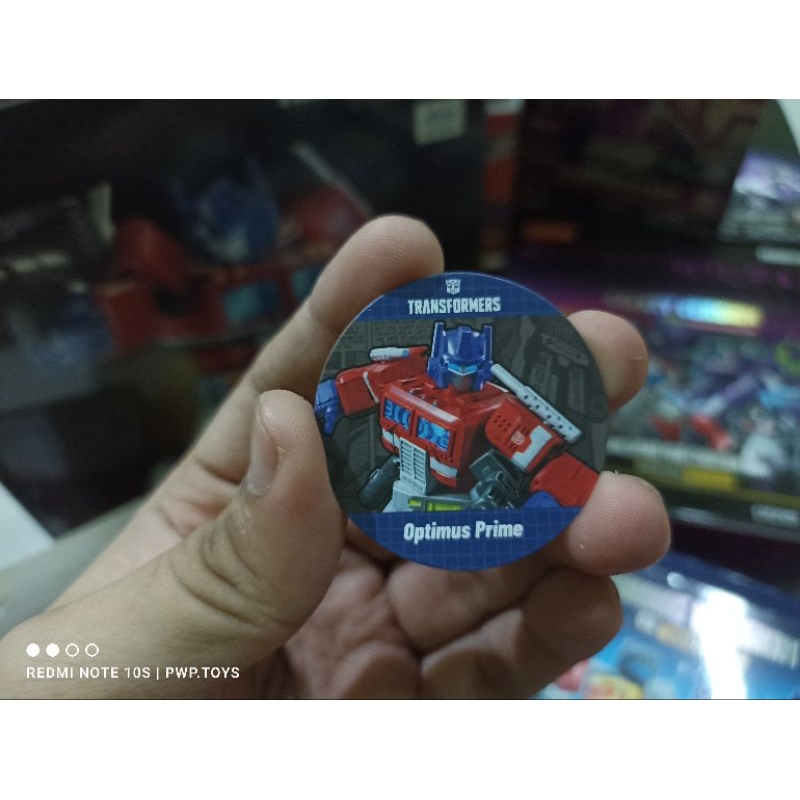 TRANSFORMERS
Optimus Prime
REDMI NOTE 10S | PWP.TOYS